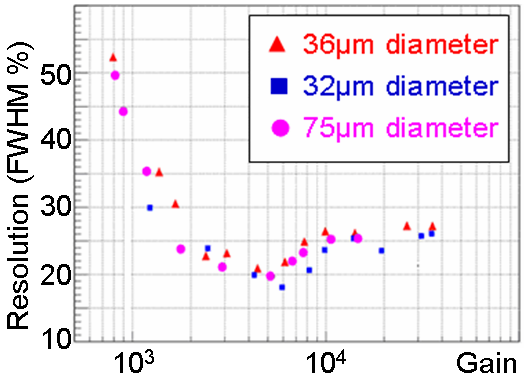 Resolution (FWHM %)
50
40
30
20
10
36µm diameter
32µm diameter
75µm diameter
10³
10⁴
Gain